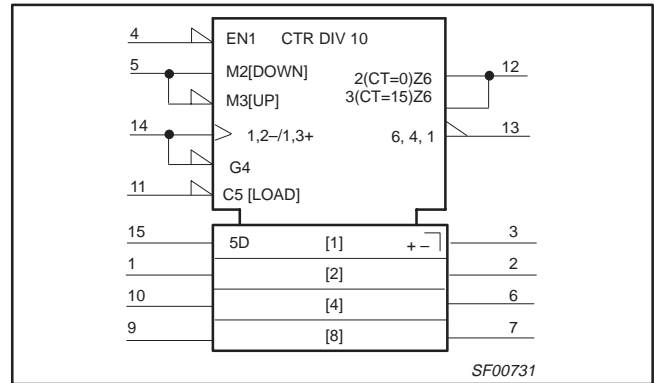 4 EN1 CTR DIV 10
5 M2[DOWN] 2(CT=0)Z6 12
M3[UP] 3(CT=15)Z6
14 1,2–/1,3+ 6, 4, 1 13
G4
11 C5 [LOAD]
15 5D [1] + – 3
1 [2] 2
10 [4] 6
9 [8] 7
SF00731